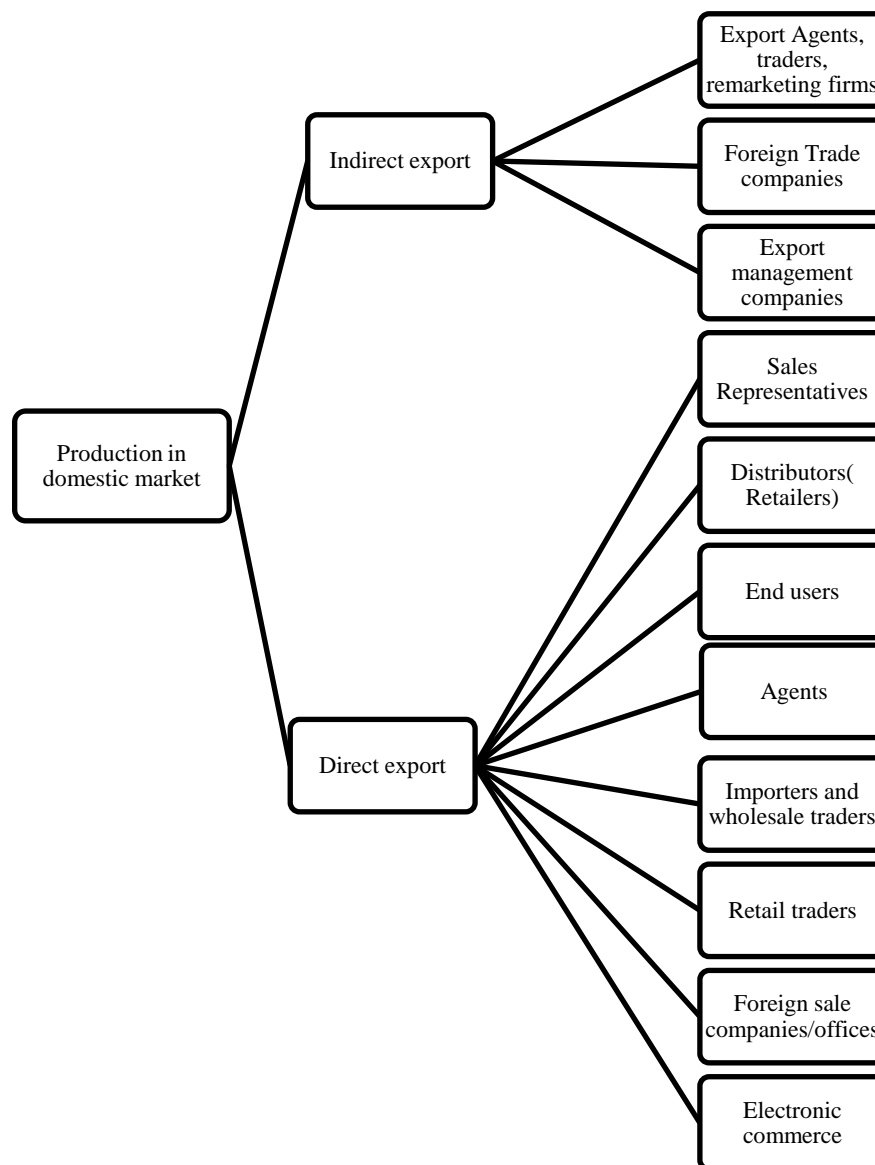 Export Agents,
traders,
remarketing firms
Indirect export
Foreign Trade
companies
Export
management
companies
Sales
Representatives
Production in
domestic market
Distributors(
Retailers)
End users
Agents
Direct export
Importers and
wholesale traders
Retail traders
Foreign sale
companies/offices
Electronic
commerce